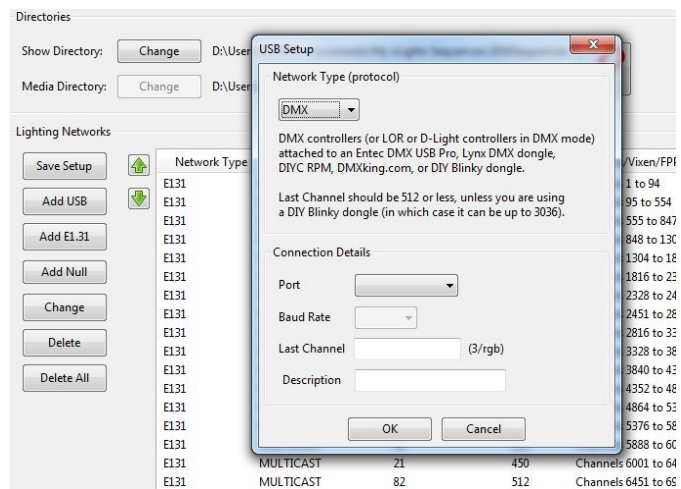 Directories
Show Directory:
Change
D:\User
Media Directory:
Change
D:\User
Lighting Networks
Save Setup
Add USB
Add E1.31
Add Null
Change
Delete
Delete All
Network Type
/Vixen/FPP
E131
1 to 94
E131
95 to 554
E131
555 to 847
E131
848 to 130
E131
1304 to 18
E131
1816 to 23
E131
2328 to 24
E131
2451 to 28
E131
2816 to 33
E131
3328 to 38
E131
3840 to 43
E131
4352 to 48
E131
4864 to 53
E131
5376 to 58
E131
5888 to 60
E131 MULTICAST 21 450 Channels 6001 to 64
E131 MULTICAST 82 512 Channels 6451 to 69
USB Setup
Network Type (protocol)
DMX
DMX controllers (or LOR or D-Light controllers in DMX mode)
attached to an Entec DMX USB Pro, Lynx DMX dongle,
DIYC RPM, DMXking.com, or DIY Blinky dongle.
Last Channel should be 512 or less, unless you are using
a DIY Blinky dongle (in which case it can be up to 3036).
Connection Details
Port
Baud Rate
Last Channel (3/rgb)
Description
OK
Cancel